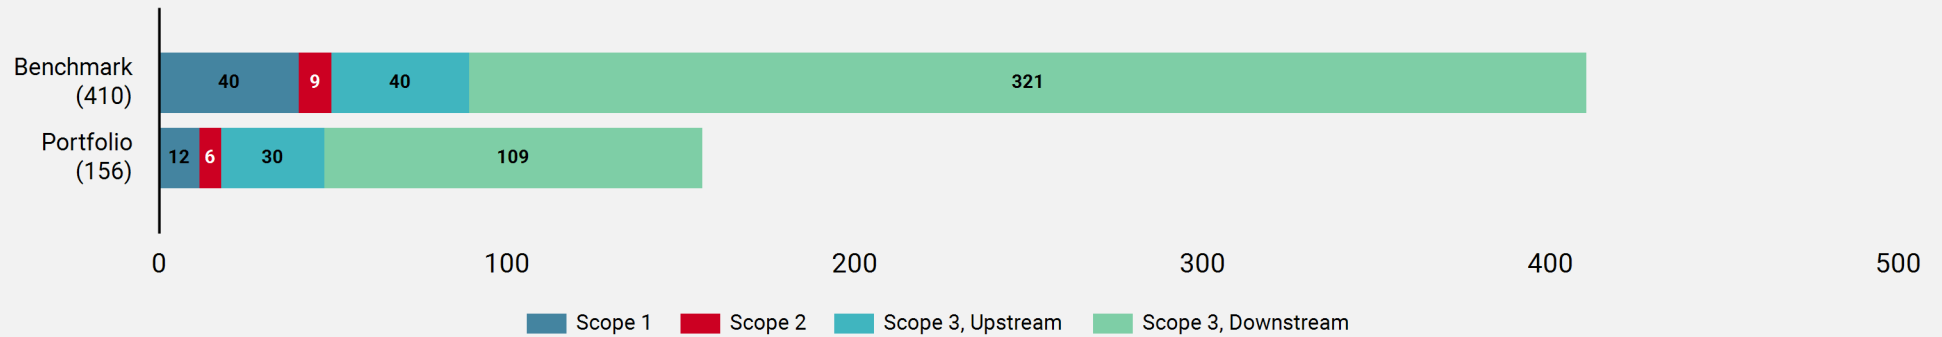 Benchmark
(410)
40 9 40 321
Portfolio
(156)
12 6 30 109
0 100 200 300 400 500
Scope 1 Scope 2 Scope 3, Upstream Scope 3, Downstream